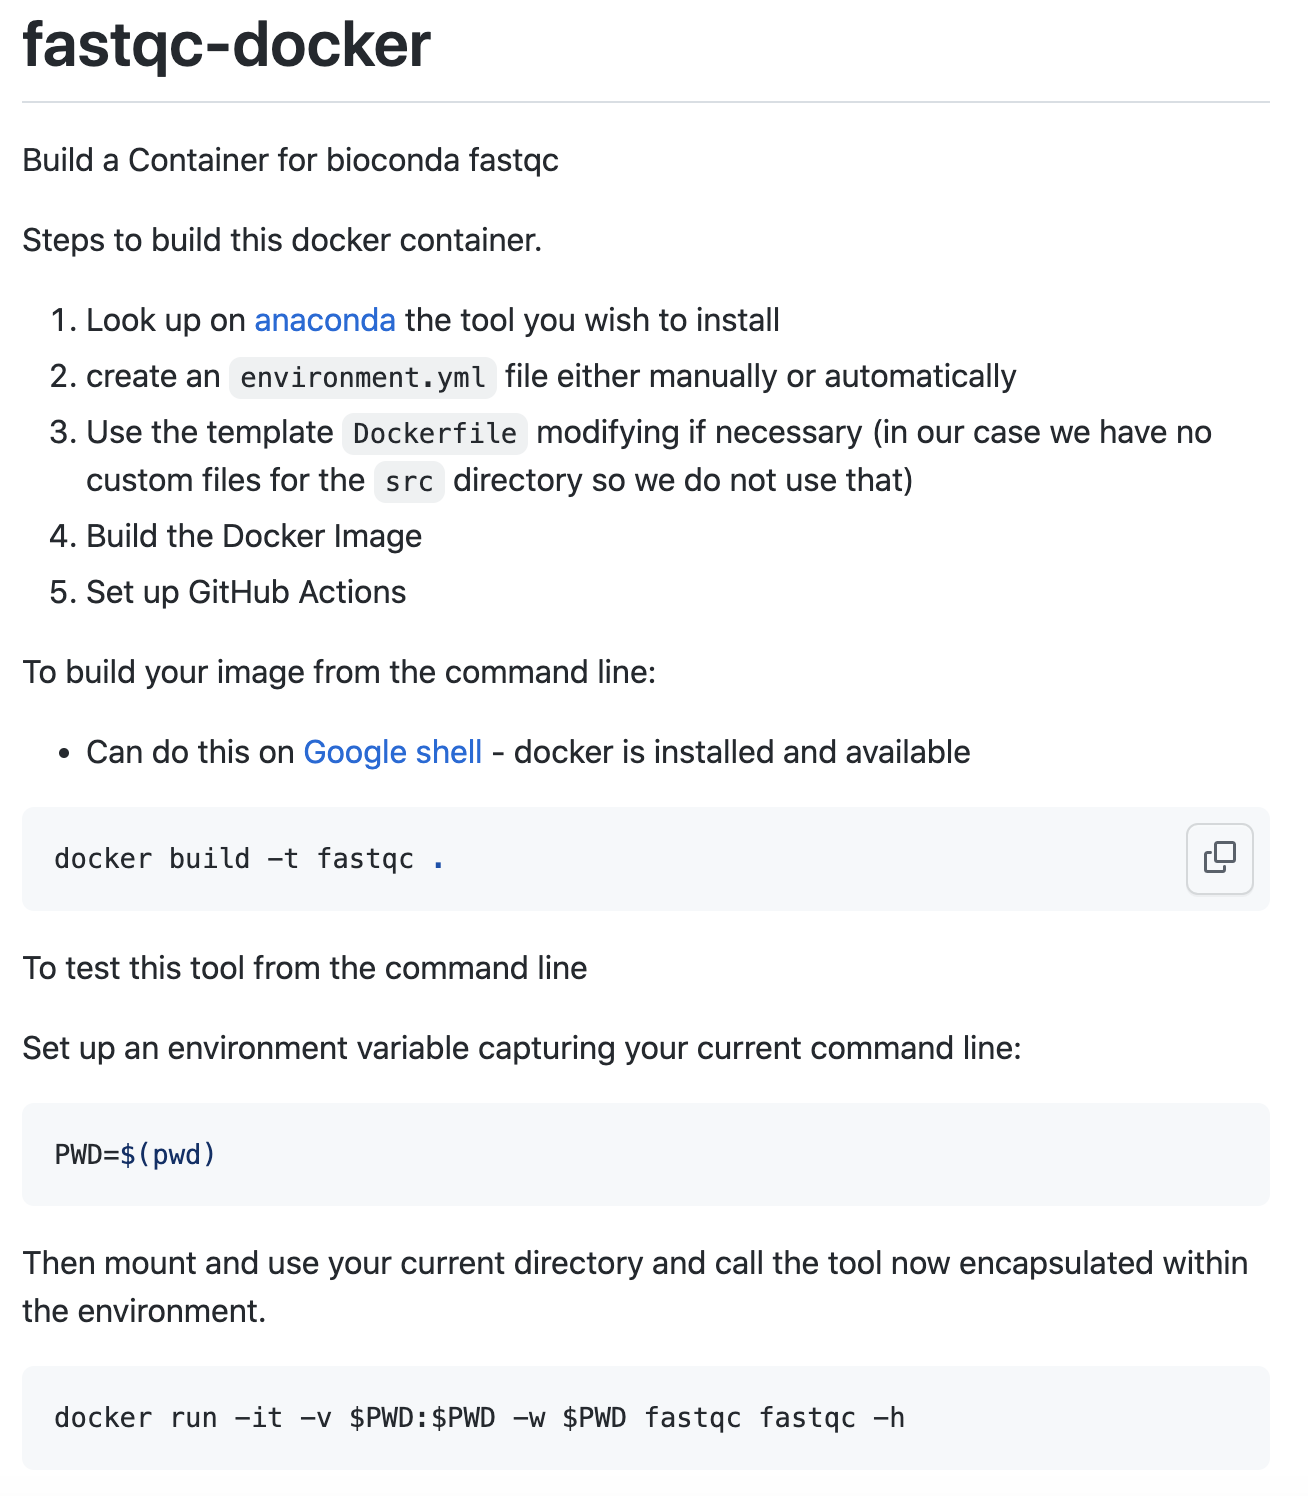 fastqc-docker
Build a Container for bioconda fastqc
Steps to build this docker container.
1. Look up on anaconda the tool you wish to install
2. create an environment.yml file either manually or automatically
3. Use the template Dockerfile modifying if necessary (in our case we have no
custom files for the src directory so we do not use that)
4. Build the Docker Image
5. Set up GitHub Actions
To build your image from the command line:
• Can do this on Google shell - docker is installed and available
docker build -t fastqc .
To test this tool from the command line
Set up an environment variable capturing your current command line:
PWD=$(pwd)
Then mount and use your current directory and call the tool now encapsulated within
the environment.
docker run -it -v $PWD:$PWD -w $PWD fastqc fastqc -h